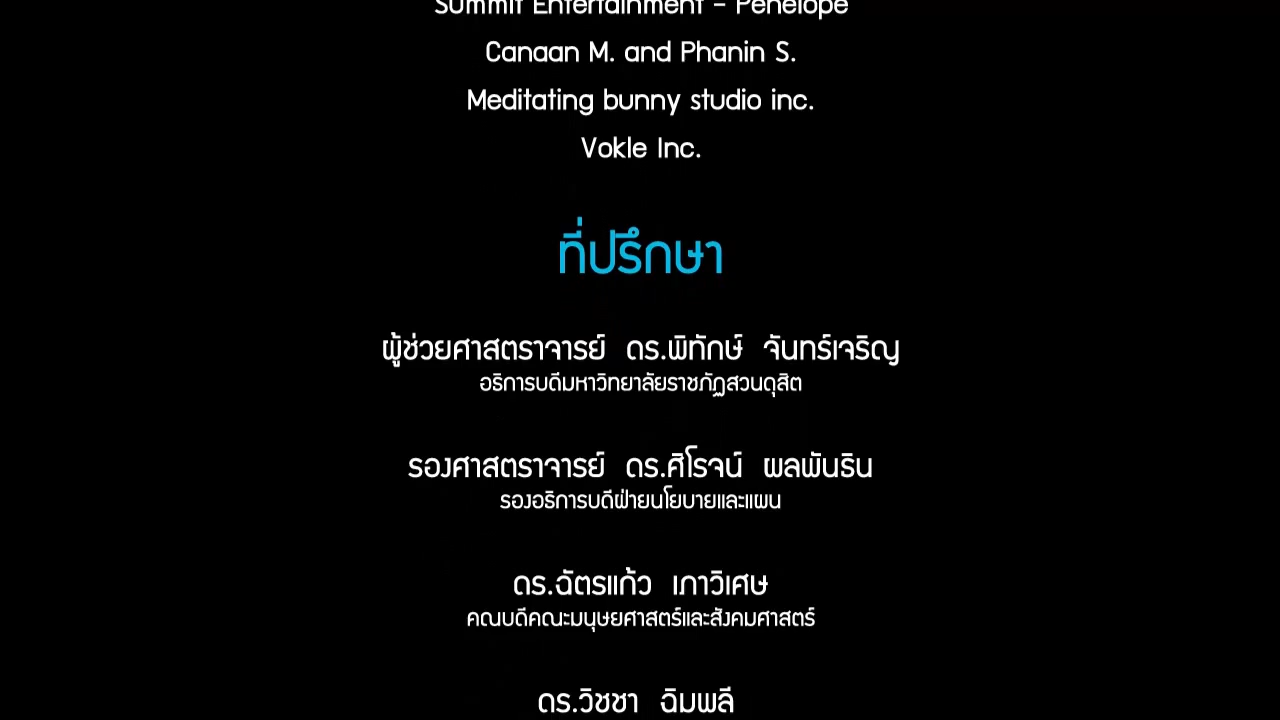 Summit Entertainment - Penelope
Canaan M. and Phanin S.
Meditating bunny studio inc.
Vokle Inc.
ที่ปรึกษา
ผู้ช่วยศาสตราจารย์ ดร.พิทักษ์ จันทร์เจริญ
อธิการบดีมหาวิทยาลัยราชภัฏสวนดุสิต
รองศาสตราจารย์ ดร.ศิโรจน์ ผลพันธิน
รองอธิการบดีฝ่ายนโยบายและแผน
ดร.ฉัตรแก้ว เภาวิเศษ
คณบดีคณะมนุษยศาสตร์และสังคมศาสตร์
ดร.วิชชา ฉิมพลี